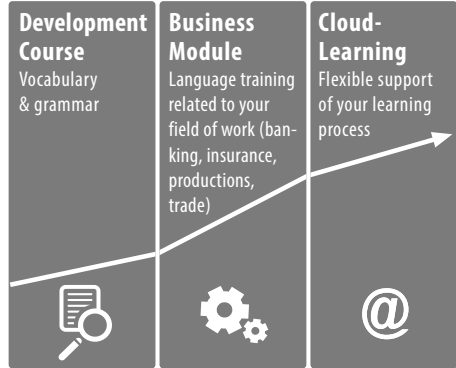 Development
Course
Vocabulary
& grammar
Business
Module
Language training
related to your
field of work (ban-
king, insurance,
productions,
trade)
Cloud-
Learning
Flexible support
of your learning
process
@